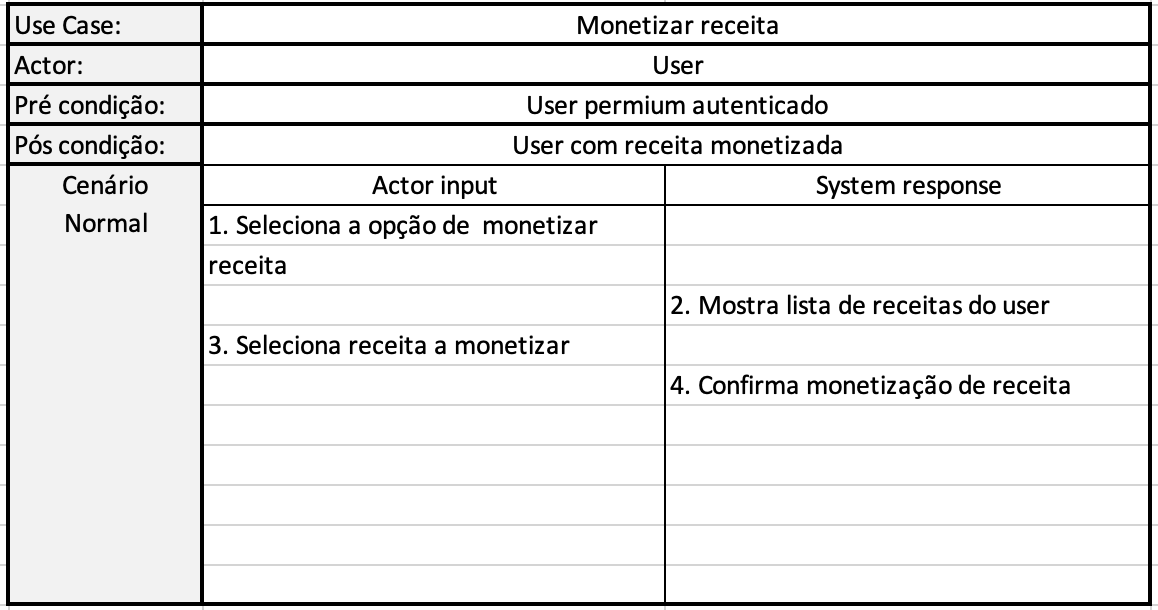 Use Case: Monetizar receita
Actor: User
Pré condição: User permium autenticado
Pós condição: User com receita monetizada
Cenário Actor input System response
Normal 1. Seleciona a opção de  monetizar
receita
2. Mostra lista de receitas do user
3. Seleciona receita a monetizar
4. Confirma monetização de receita